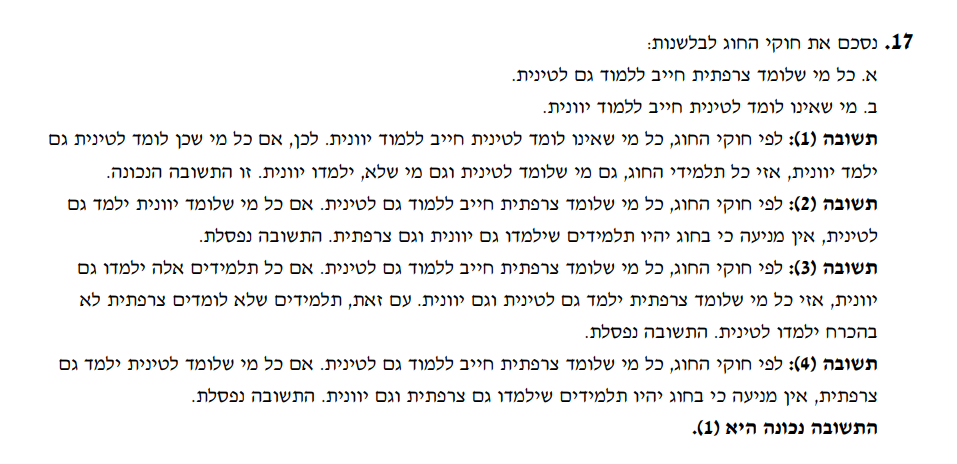 17. נסכם את חוקי החוג לבלשנות:
א. כל מי שלומד צרפתית חייב ללמוד גם לטינית.
ב. מי שאינו לומד לטינית חייב ללמוד יוונית.
תשובה (1): לפי חוקי החוג, כל מי שאינו לומד לטינית חייב ללמוד יוונית. לכן, אם כל מי שכן לומד לטינית גם
ילמד יוונית, אזי כל תלמידי החוג, גם מי שלומד לטינית וגם מי שלא, ילמדו יוונית. זו התשובה הנכונה.
תשובה (2): לפי חוקי החוג, כל מי שלומד צרפתית חייב ללמוד גם לטינית. אם כל מי שלומד יוונית ילמד גם
לטינית, אין מניעה כי בחוג יהיו תלמידים שילמדו גם יוונית וגם צרפתית. התשובה נפסלת.
תשובה (3): לפי חוקי החוג, כל מי שלומד צרפתית חייב ללמוד גם לטינית. אם כל תלמידים אלה ילמדו גם
יוונית, אזי כל מי שלומד צרפתית ילמד גם לטינית וגם יוונית. עם זאת, תלמידים שלא לומדים צרפתית לא
בהכרח ילמדו לטינית. התשובה נפסלת.
תשובה (4): לפי חוקי החוג, כל מי שלומד צרפתית חייב ללמוד גם לטינית. אם כל מי שלומד לטינית ילמד גם
צרפתית, אין מניעה כי בחוג יהיו תלמידים שילמדו גם צרפתית וגם יוונית. התשובה נפסלת.
התשובה נכונה היא (1).